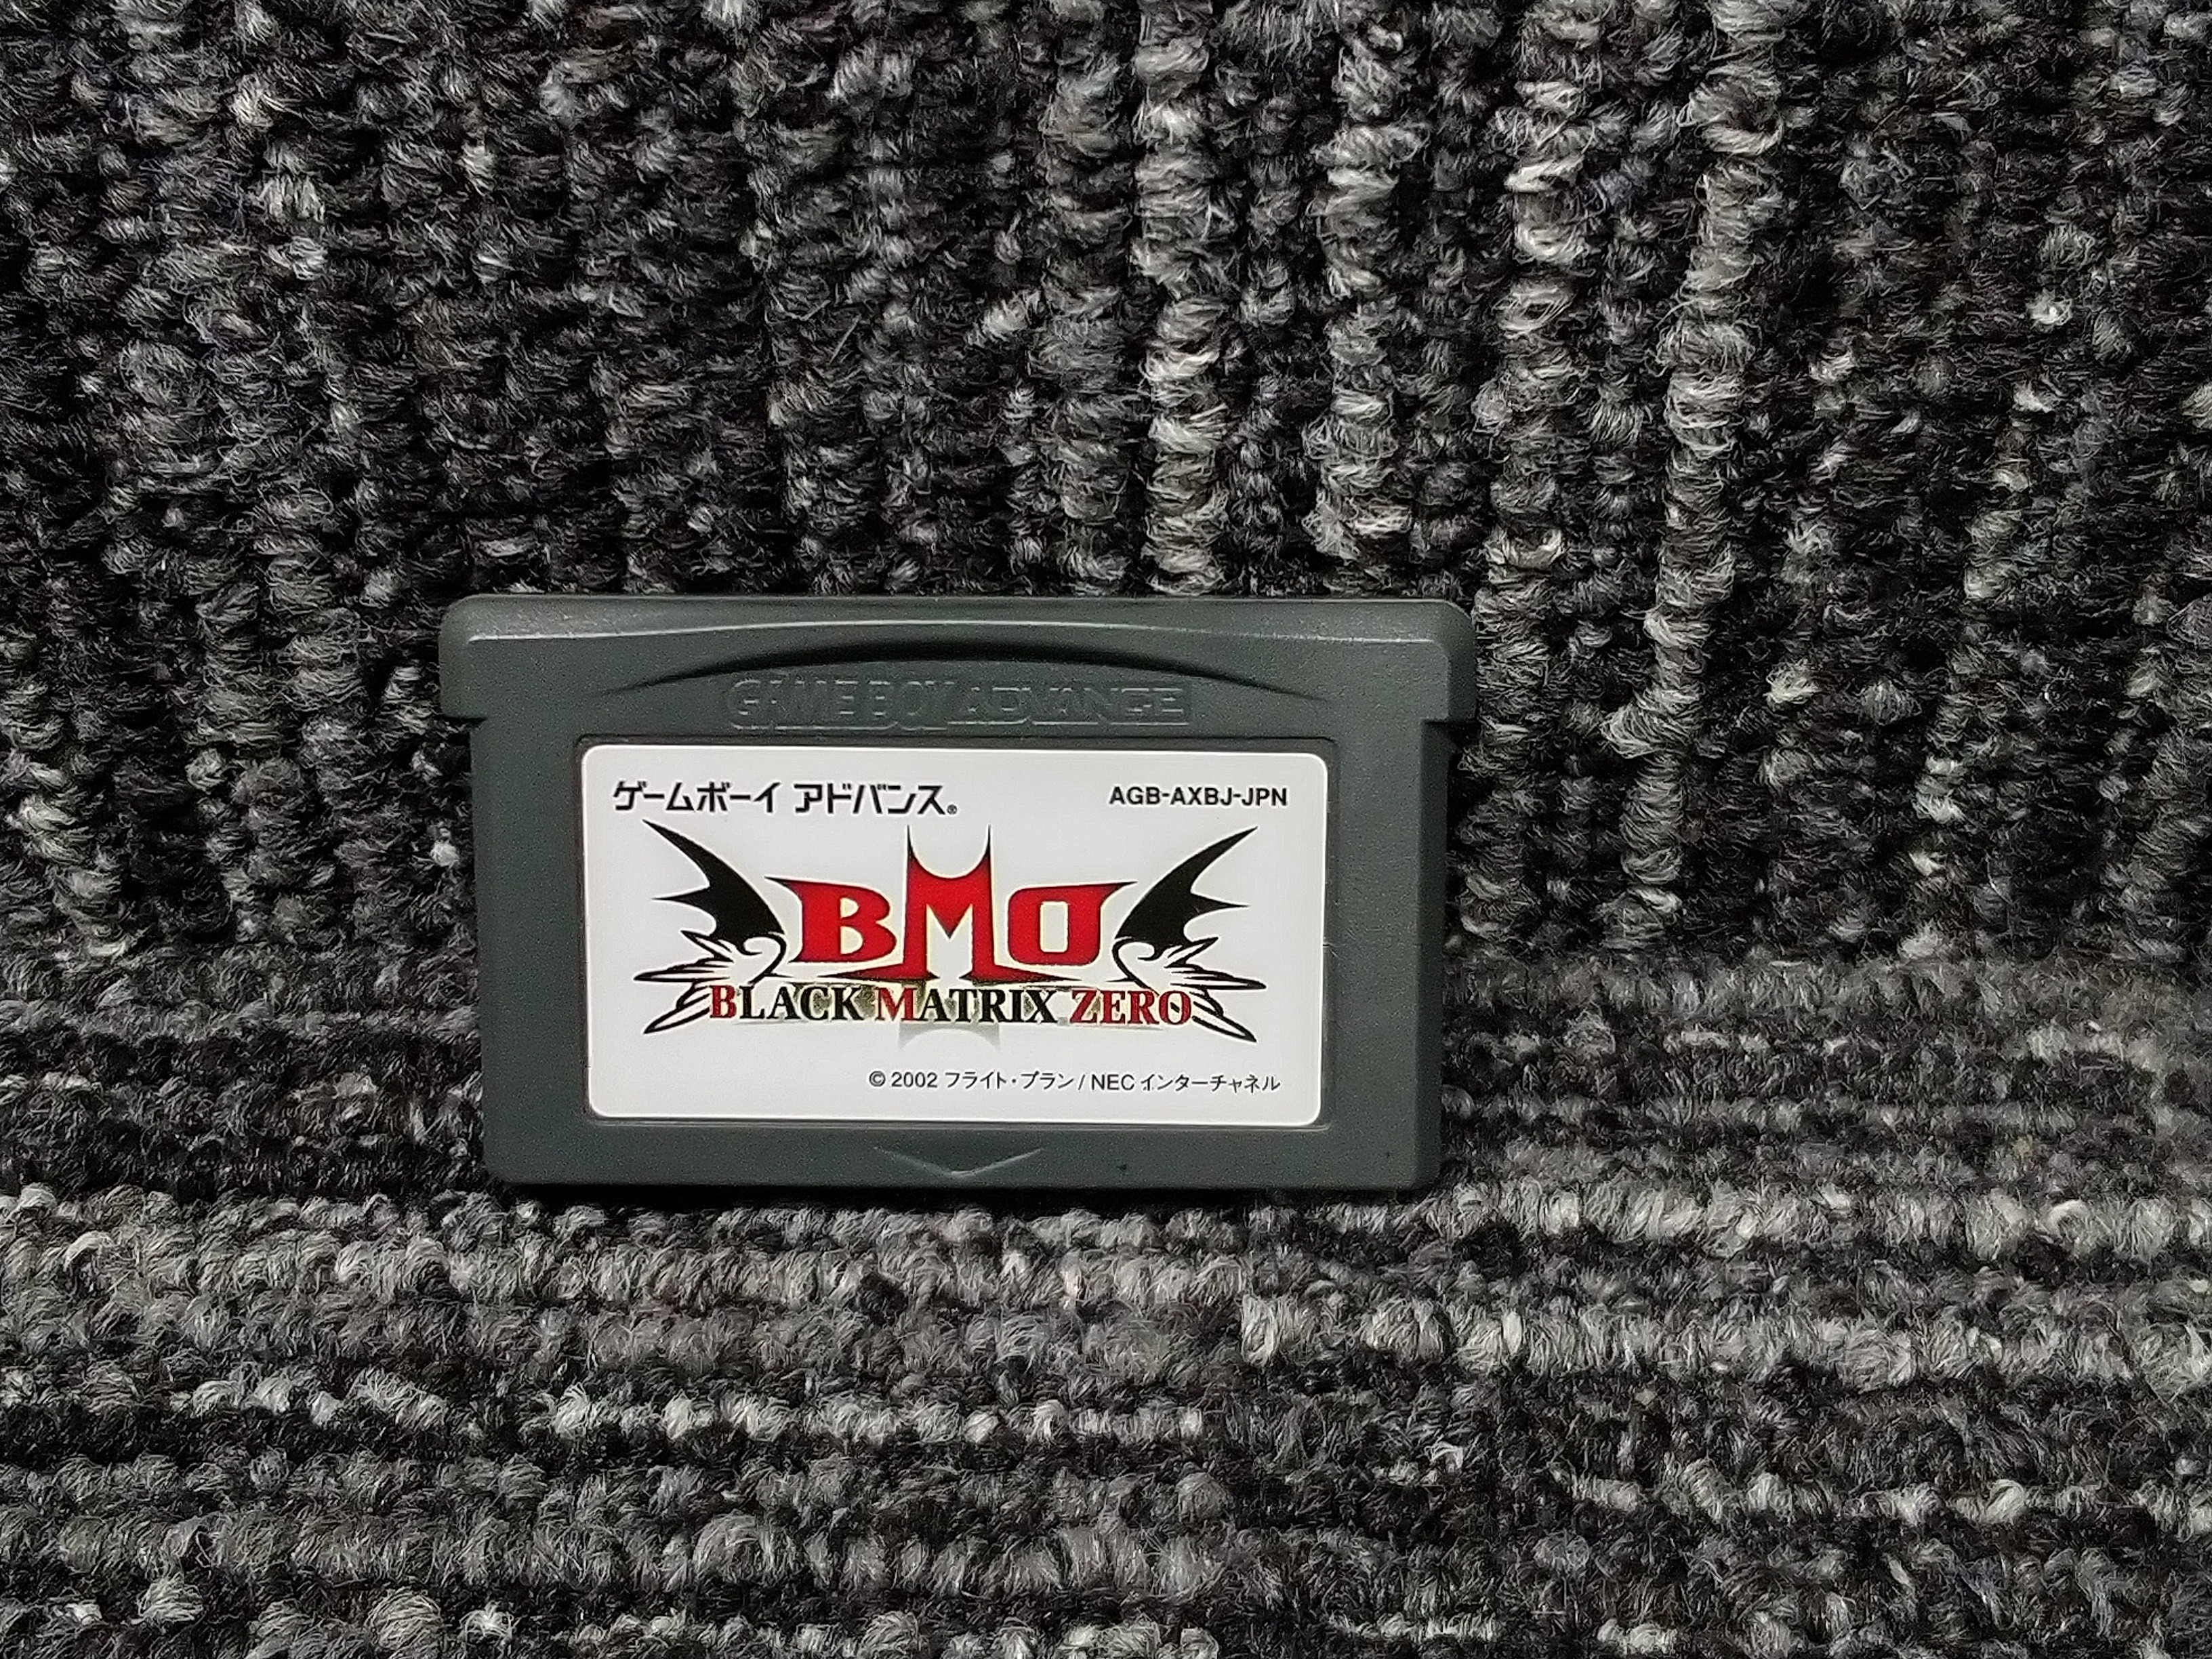 GAME BOY ADVANCE
ゲームボーイ アドバンス®
AGB-AXBJ-JPN
BM0
BLACK MATRIX ZERO
© 2002 フライト・プラン / NEC インターチャネル